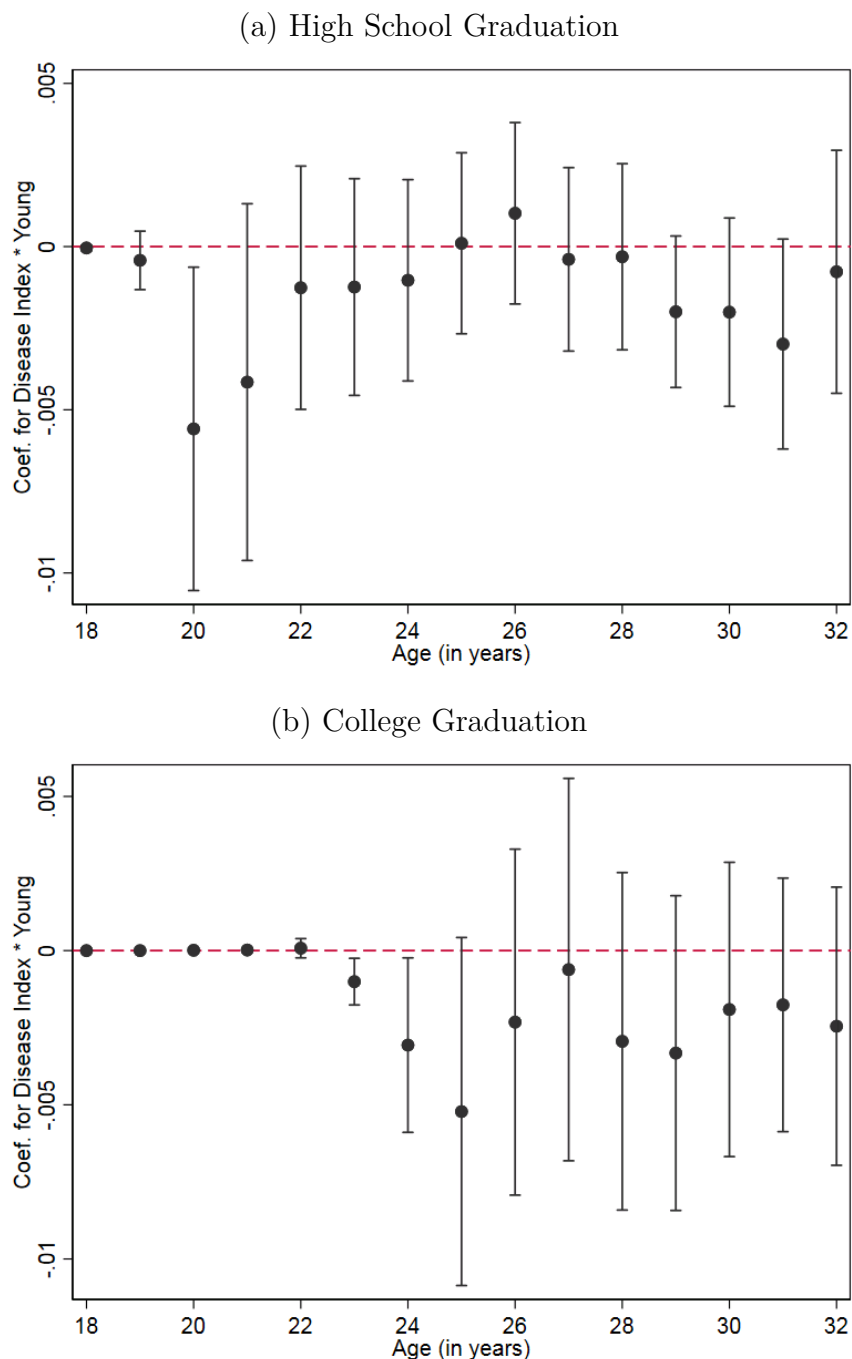 (a) High School Graduation
Coef. for Disease Index * Young
.005
0
-.005
-.01
18 20 22 24 26 28 30 32
Age (in years)
(b) College Graduation
Coef. for Disease Index * Young
.005
0
-.005
-.01
18 20 22 24 26 28 30 32
Age (in years)